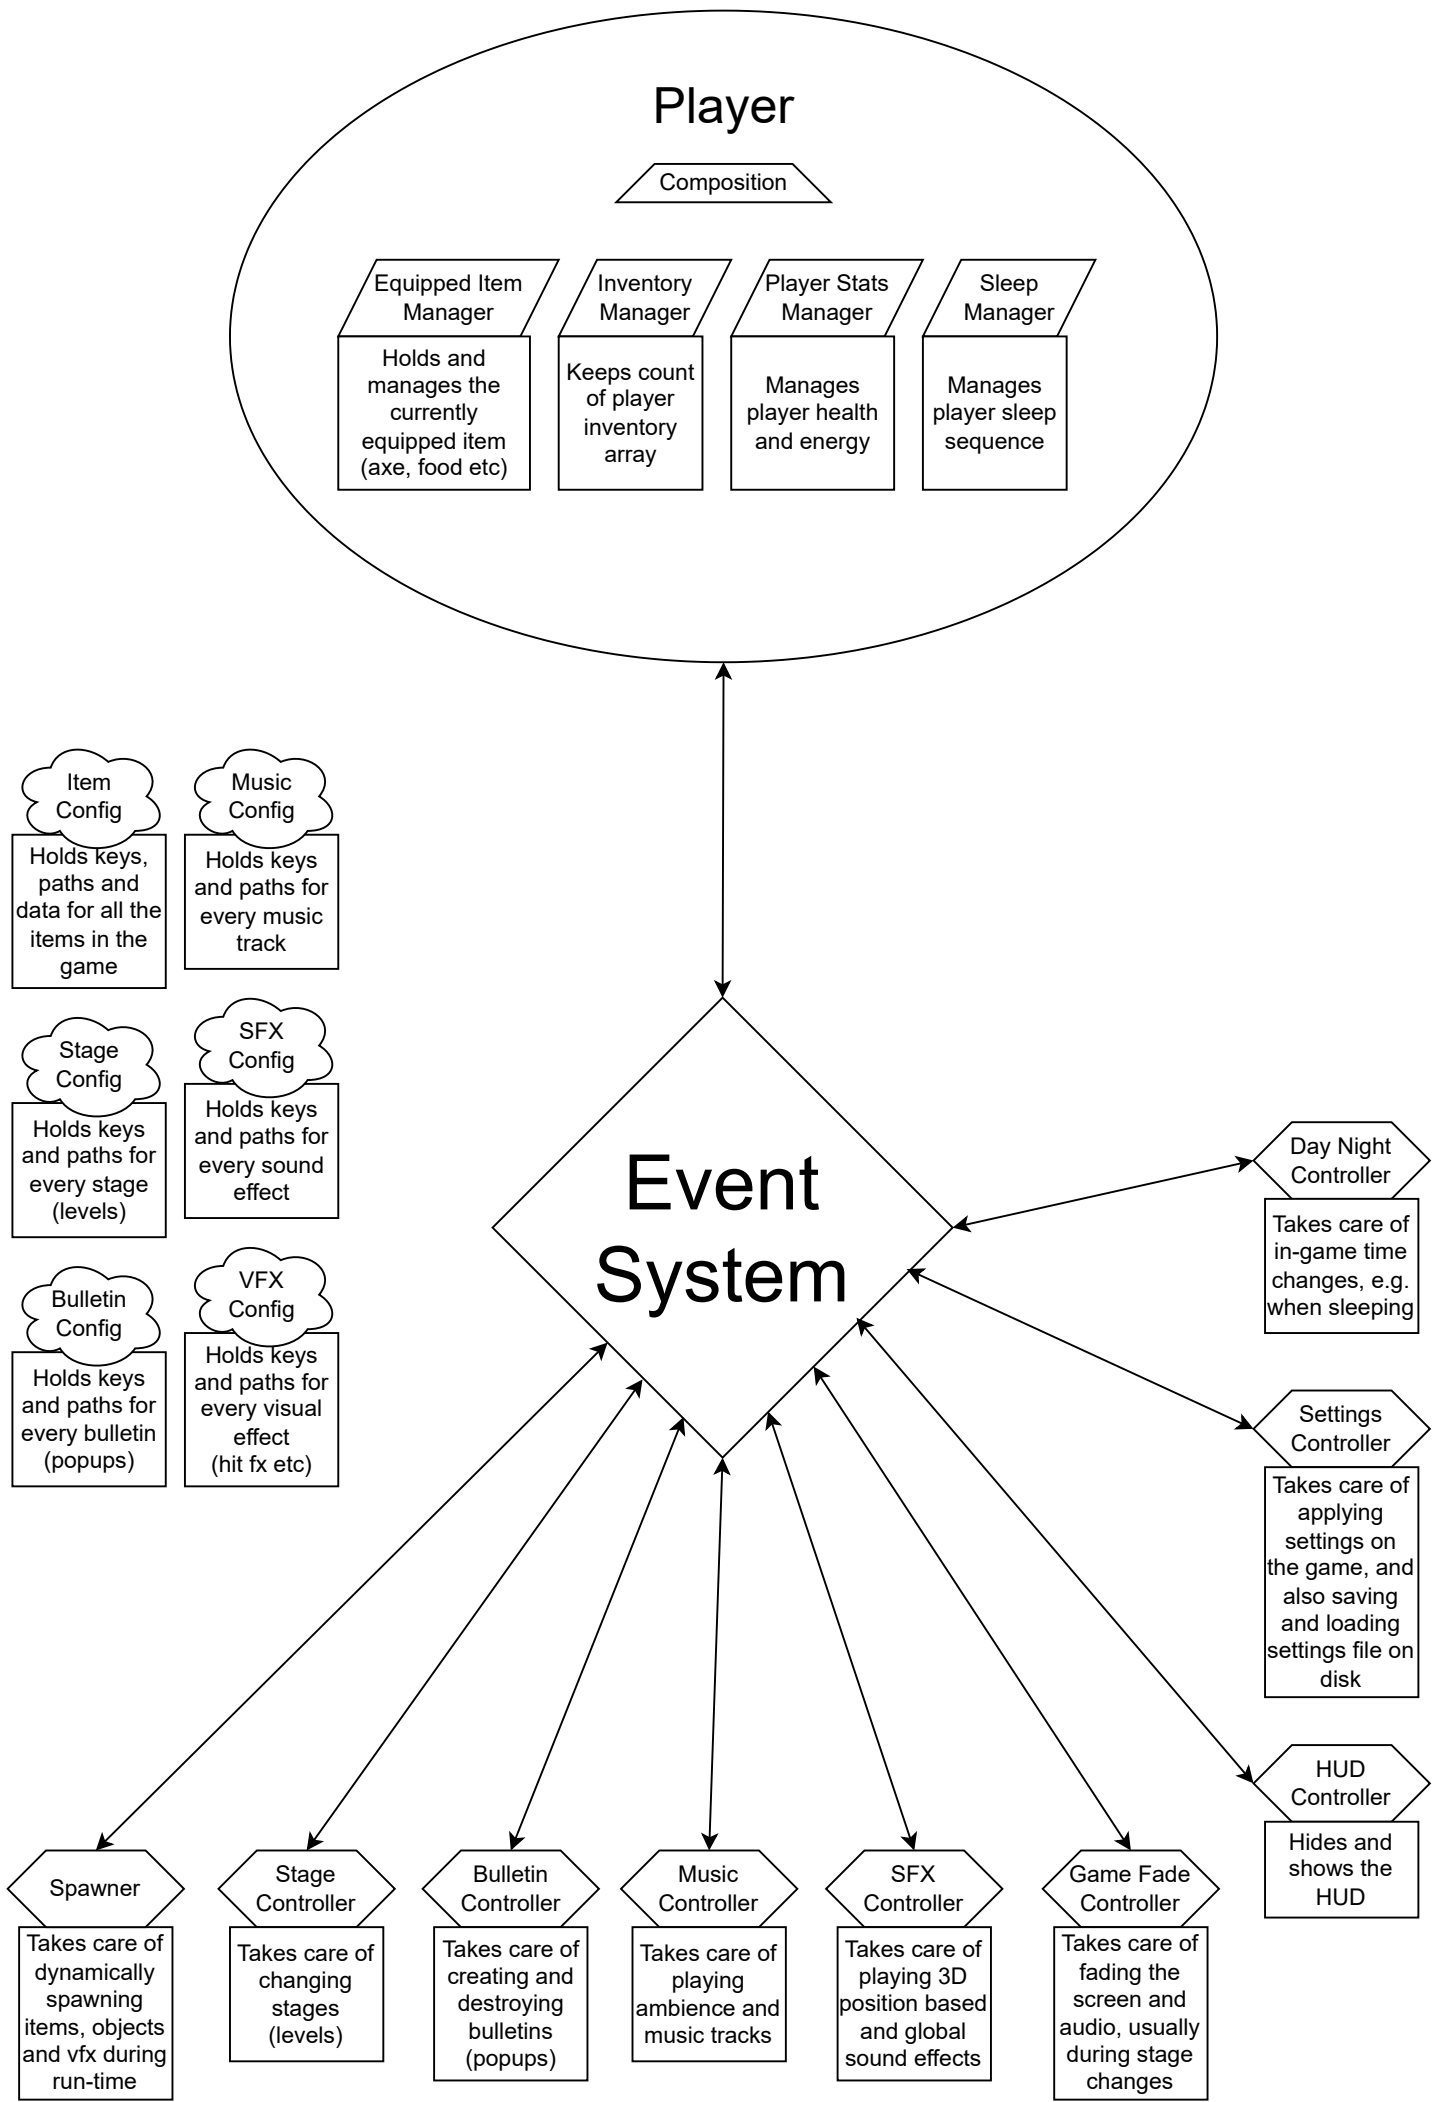 Player
Composition
Equipped Item
Manager
Holds and
manages the
currently
equipped item
(axe, food etc)
Inventory
Manager
Keeps count
of player
inventory
array
Player Stats
Manager
Manages
player health
and energy
Sleep
Manager
Manages
player sleep
sequence
Item
Config
Holds keys,
paths and
data for all the
items in the
game
Music
Config
Holds keys
and paths for
every music
track
Stage
Config
Holds keys
and paths for
every stage
(levels)
SFX
Config
Holds keys
and paths for
every sound
effect
Bulletin
Config
Holds keys
and paths for
every bulletin
(popups)
VFX
Config
Holds keys
and paths for
every visual
effect
(hit fx etc)
Event
System
Day Night
Controller
Takes care of
in-game time
changes, e.g.
when sleeping
Settings
Controller
Takes care of
applying
settings on
the game, and
also saving
and loading
settings file on
disk
HUD
Controller
Hides and
shows the
HUD
Spawner
Takes care of
dynamically
spawning
items, objects
and vfx during
run-time
Stage
Controller
Takes care of
changing
stages
(levels)
Bulletin
Controller
Takes care of
creating and
destroying
bulletins
(popups)
Music
Controller
Takes care of
playing
ambience and
music tracks
SFX
Controller
Takes care of
playing 3D
position based
and global
sound effects
Game Fade
Controller
Takes care of
fading the
screen and
audio, usually
during stage
changes